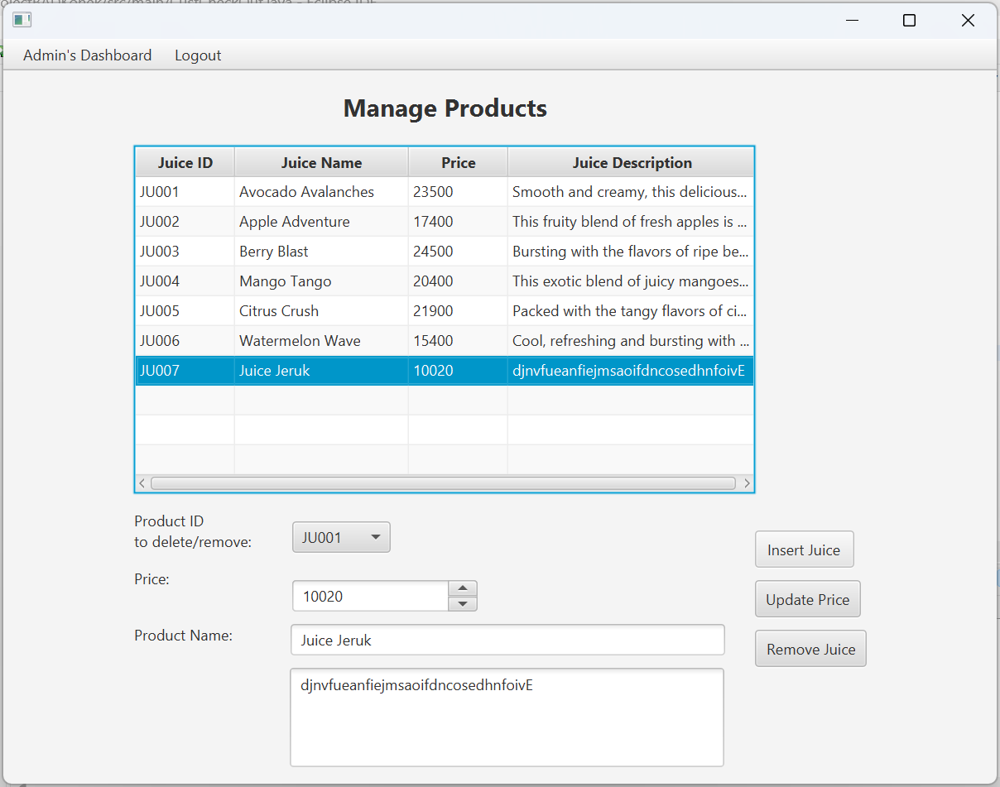 Admin's Dashboard Logout
Manage Products
Juice ID Juice Name Price Juice Description
JU001 Avocado Avalanches 23500 Smooth and creamy, this delicious...
JU002 Apple Adventure 17400 This fruity blend of fresh apples is ...
JU003 Berry Blast 24500 Bursting with the flavors of ripe be...
JU004 Mango Tango 20400 This exotic blend of juicy mangoes...
JU005 Citrus Crush 21900 Packed with the tangy flavors of ci...
JU006 Watermelon Wave 15400 Cool, refreshing and bursting with ...
JU007 Juice Jeruk 10020 djnvfueanfiejmsaoifdncosedhnfoivE
Product ID
to delete/remove:
JU001
Insert Juice
Price:
10020
Update Price
Product Name:
Juice Jeruk
Remove Juice
djnvfueanfiejmsaoifdncosedhnfoivE